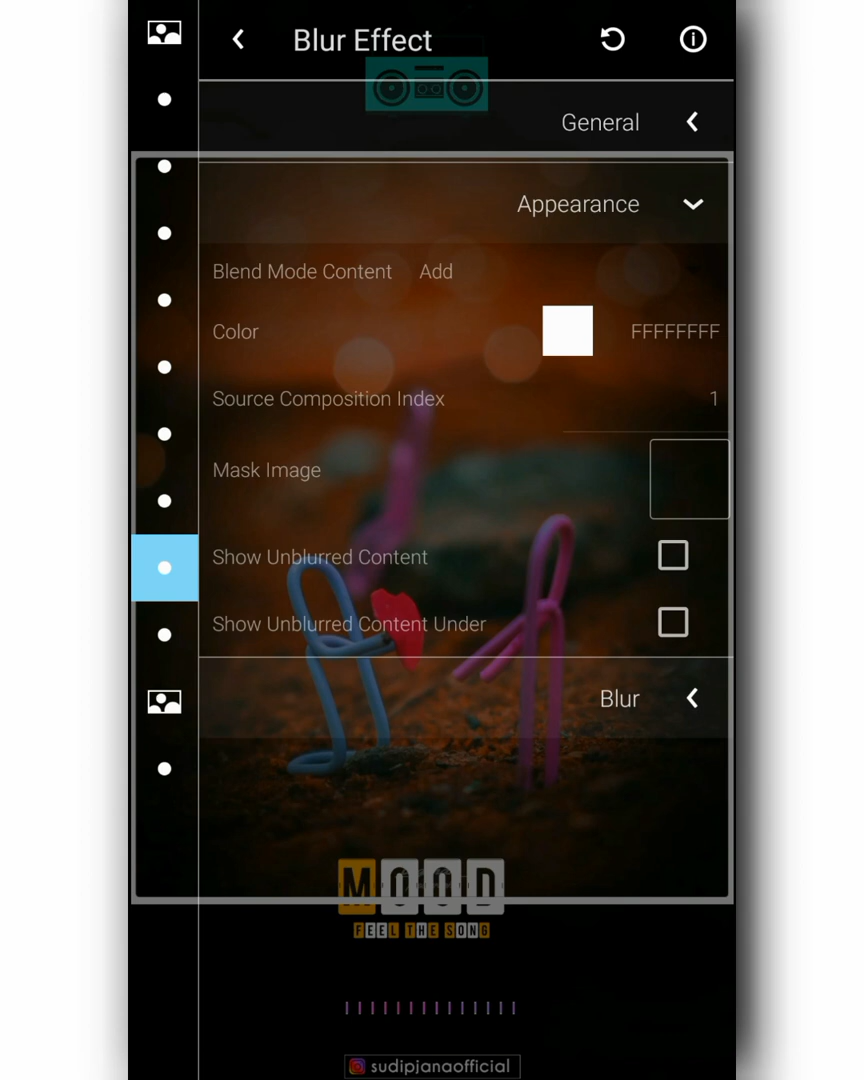 Blur Effect
General
Appearance
Blend Mode Content Add
Color FFFFFFFF
Source Composition Index 1
Mask Image
Show Unblurred Content
Show Unblurred Content Under
Blur
MOOD
FEEL THE SONG
sudipjanaofficial